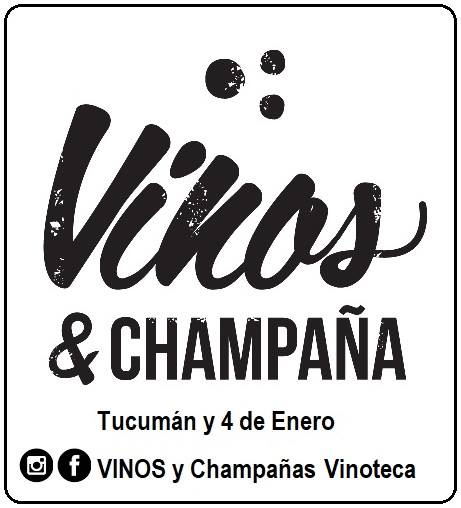 Vinos
& CHAMPAÑA
Tucumán y 4 de Enero
VINOS y Champañas Vinoteca